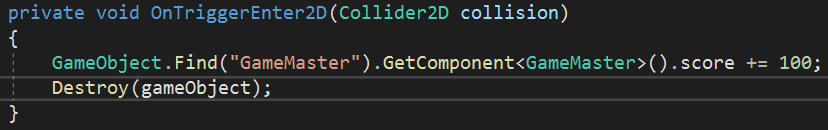 private void OnTriggerEnter2D(Collider2D collision)
{
GameObject.Find("GameMaster").GetComponent<GameMaster>().score += 100;
Destroy(gameObject);
}